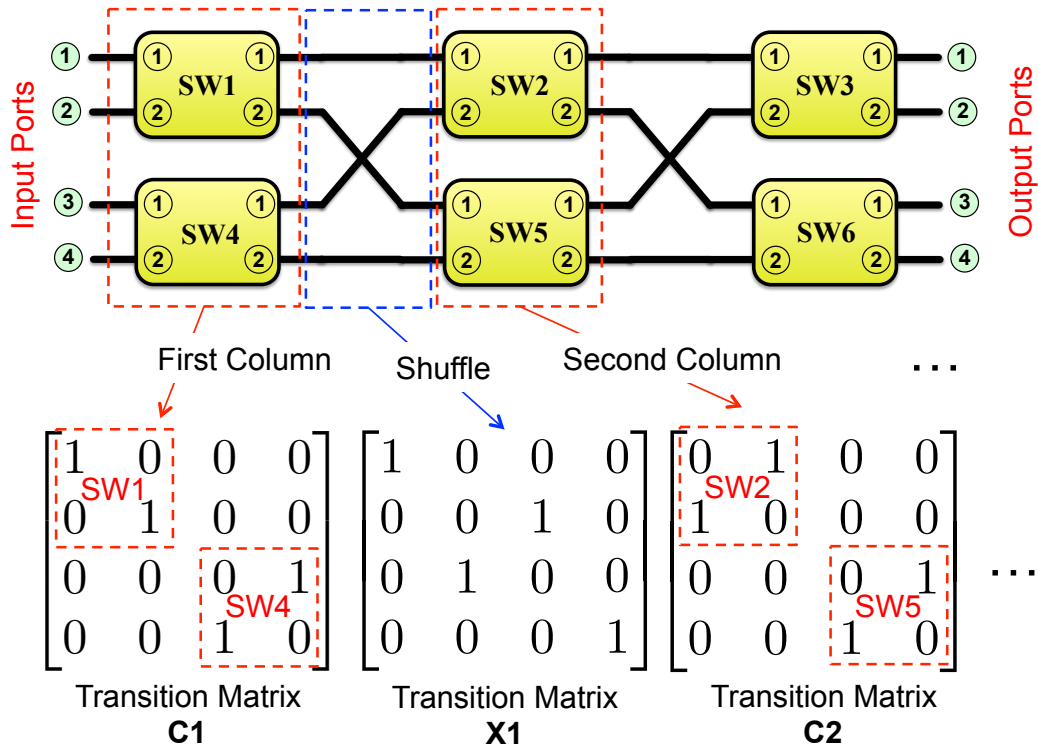 Input Ports
1
2
3
4
1 SW1 1
2 2
1 SW4 1
2 2
1 SW2 1
2 2
1 SW5 1
2 2
1 SW3 1
2 2
1 SW6 1
2 2
1
2
3
4
Output Ports
First Column
Shuffle
Second Column
...
1 0 0 0
SW1
0 1 0 0
0 0 0 1
SW4
0 0 1 0
Transition Matrix
C1
1 0 0 0
0 0 1 0
0 1 0 0
0 0 0 1
Transition Matrix
X1
0 1 0 0
SW2
1 0 0 0
0 0 0 1
SW5
0 0 1 0
Transition Matrix
C2
...